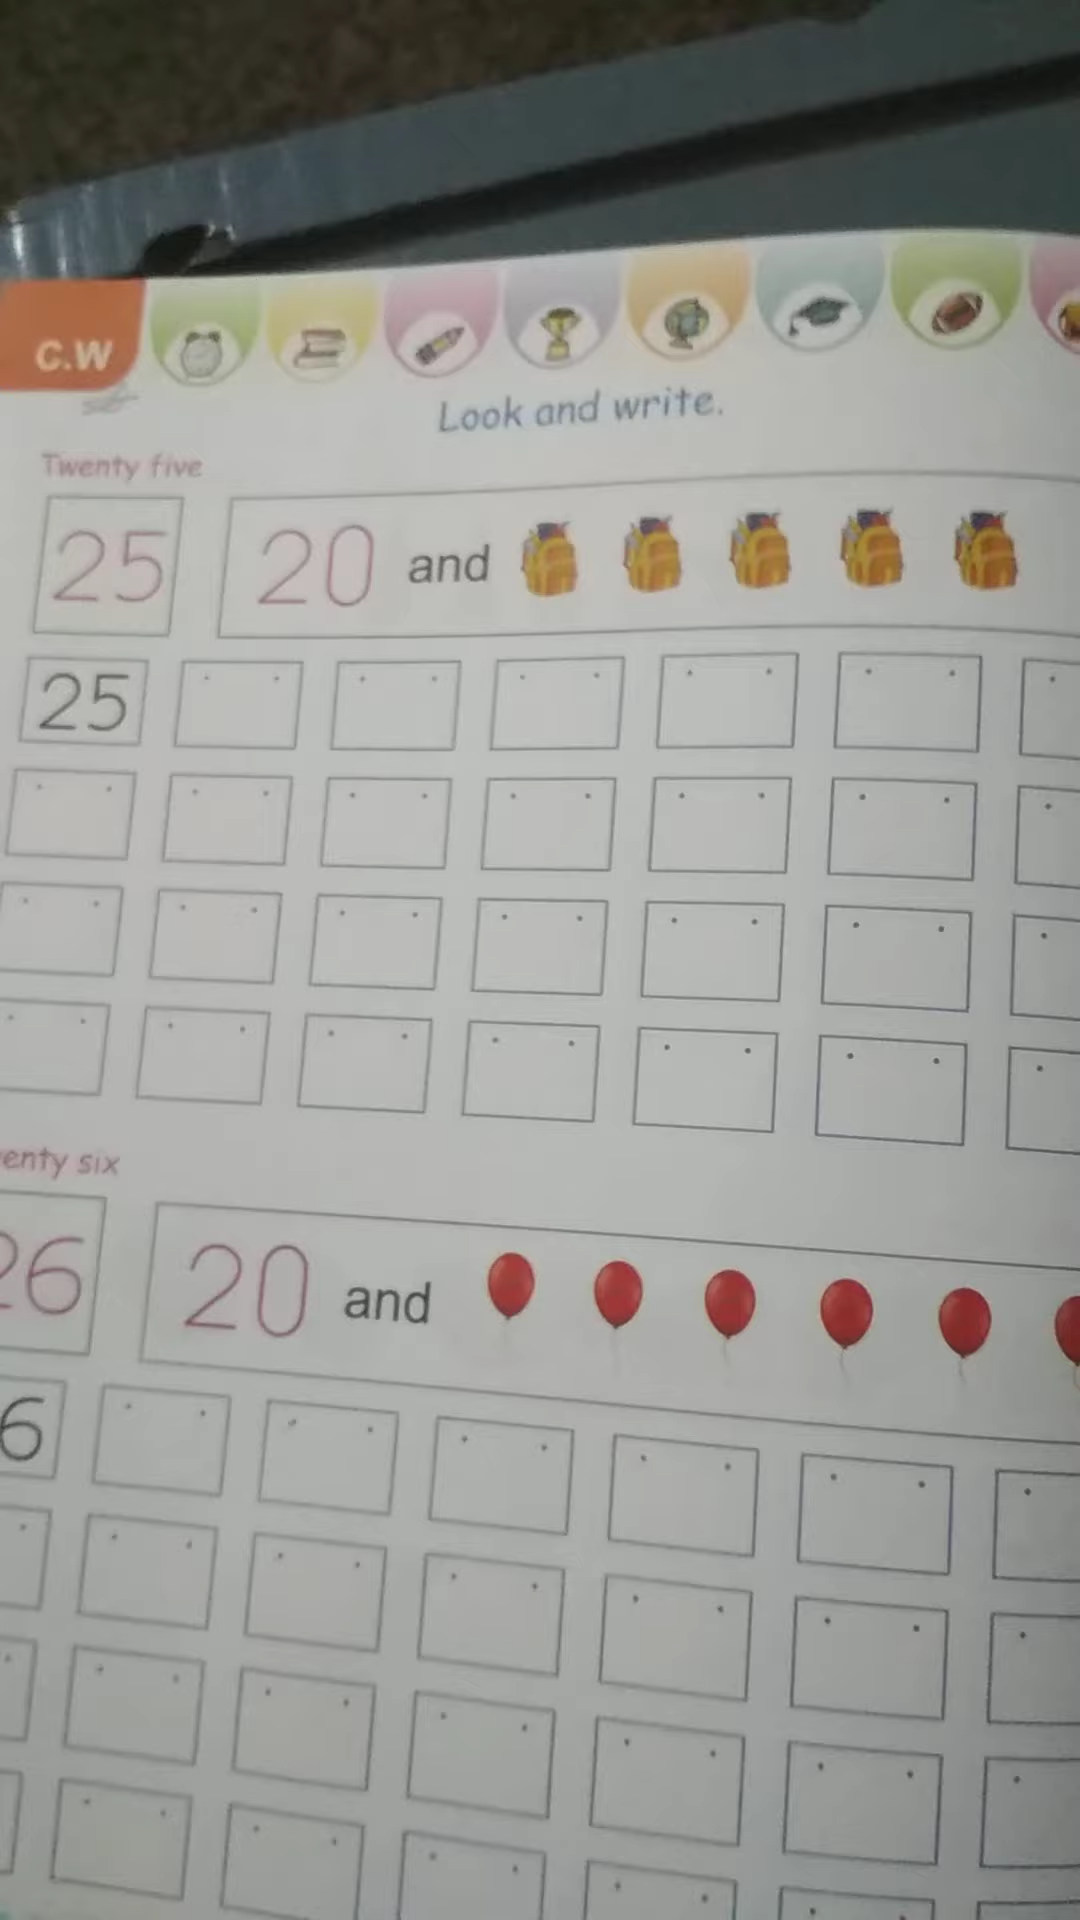 C.W
Look and write.
Twenty five
25 20 and
25
enty six
26 20 and
6